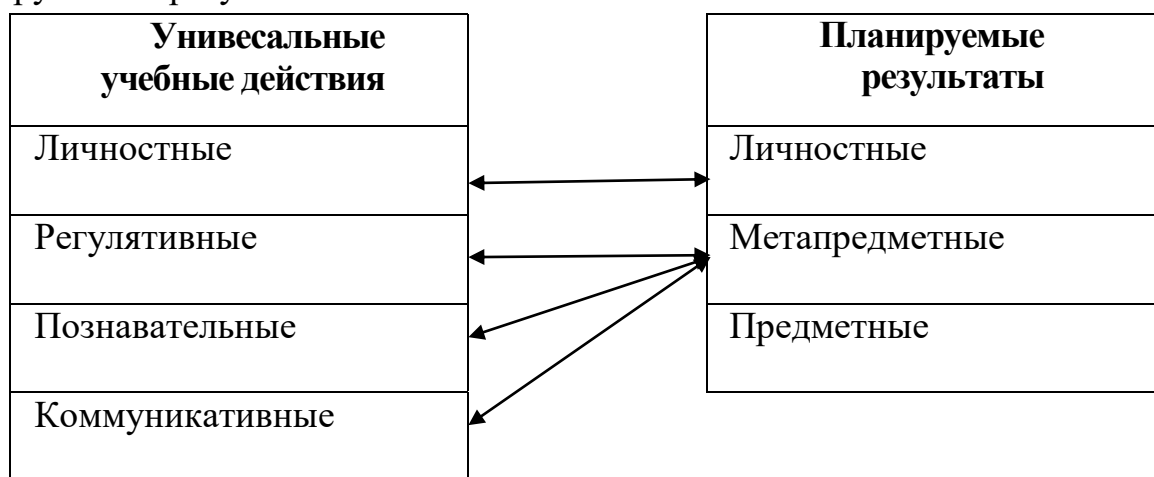 Унивесальные
учебные действия
Личностные
Регулятивные
Познавательные
Коммуникативные
Планируемые
результаты
Личностные
Метапредметные
Предметные